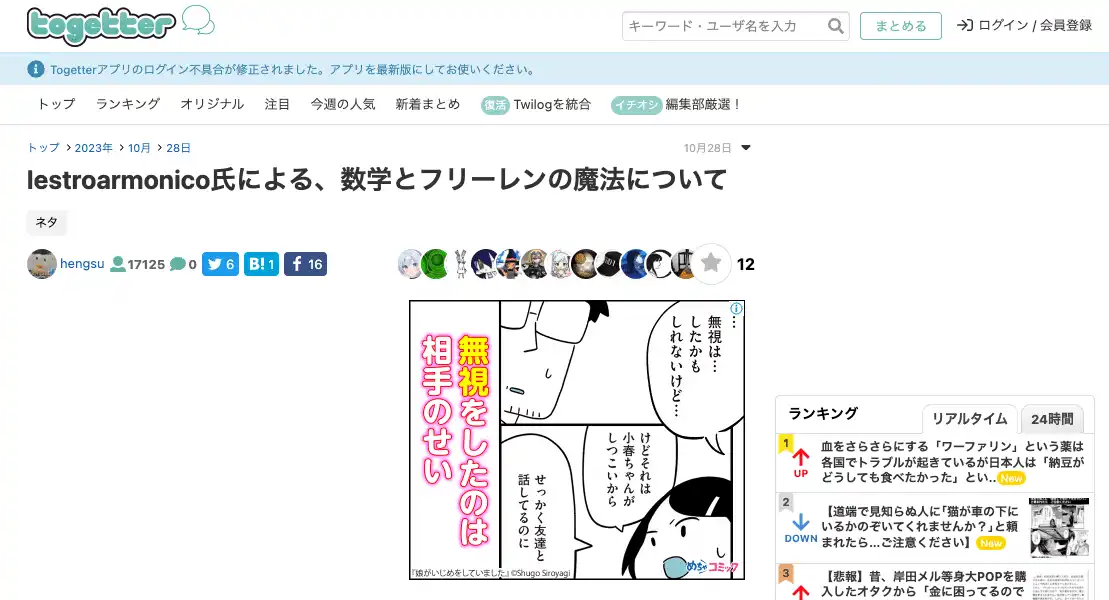 togetter
キーワード・ユーザ名を入力
まとめる
ログイン / 会員登録
Togetterアプリのログイン不具合が修正されました。アプリを最新版にしてお使いください。
トップ ランキング オリジナル 注目 今週の人気 新着まとめ 復活 Twilogを統合 イチオシ 編集部厳選！
トップ > 2023年 > 10月 > 28日
10月28日
lestroarmonico氏による、数学とフリーレンの魔法について
ネタ
hengsu 17125 0 6 B! 1 f 16
12
無視をしたのは
相手のせい
…
無視は…
したかも
しれないけど…
けどそれは
小春ちゃんが
しつこいから
せっかく友達と
話してるのに
『娘がいじめをしていました』©Shugo Siroyagi
めちゃコミック
ランキング
リアルタイム
24時間
1
UP
血をさらさらにする「ワーファリン」という薬は
各国でトラブルが起きているが日本人は「納豆が
どうしても食べたかった」とい.. New
2
DOWN
【道端で見知らぬ人に｢猫が車の下に
いるかのぞいてくれませんか？｣と頼
まれたら...ご注意ください】 New
3
【悲報】昔、岸田メル等身大POPを購
入したオタクから「金に困ってるので